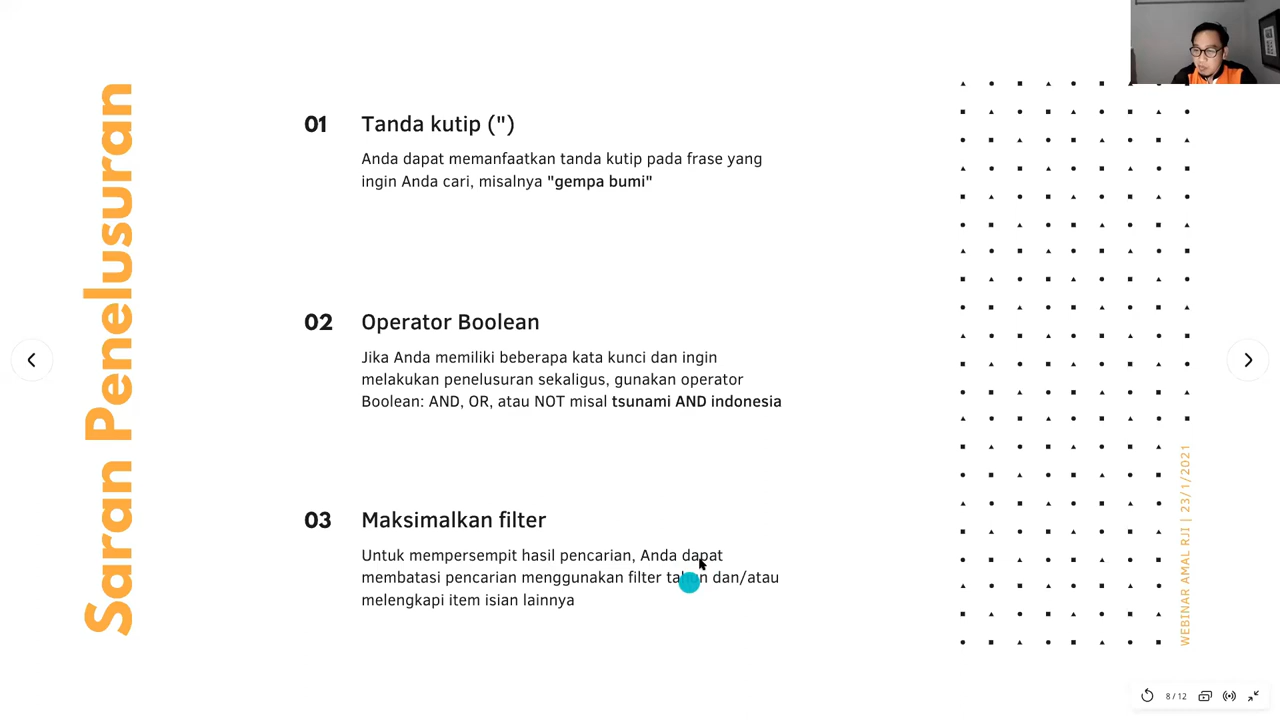 Saran Penelusuran
01
Tanda kutip (")
Anda dapat memanfaatkan tanda kutip pada frase yang
ingin Anda cari, misalnya "gempa bumi"
02
Operator Boolean
Jika Anda memiliki beberapa kata kunci dan ingin
melakukan penelusuran sekaligus, gunakan operator
Boolean: AND, OR, atau NOT misal tsunami AND indonesia
03
Maksimalkan filter
Untuk mempersempit hasil pencarian, Anda dapat
membatasi pencarian menggunakan filter tahun dan/atau
melengkapi item isian lainnya
WEBINAR AMAL RJI | 23/1/2021
8 / 12